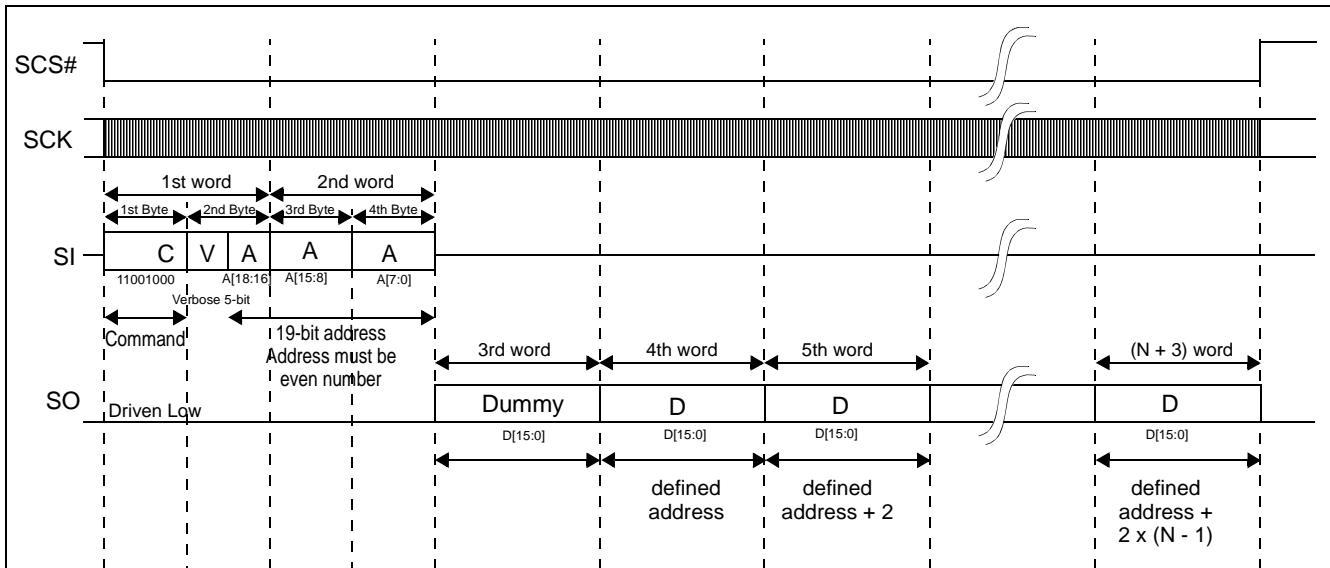 SCS#
SCK
1st word
2nd word
1st Byte
2nd Byte
3rd Byte
4th Byte
SI
C
V
A
A
A
11001000
A[18:16]
A[15:8]
A[7:0]
Verbose 5-bit
Command
19-bit address
Address must be
even number
3rd word
4th word
5th word
(N + 3) word
SO
Driven Low
Dummy
D
D
D
D[15:0]
D[15:0]
D[15:0]
D[15:0]
defined
address
defined
address + 2
defined
address +
2 x (N - 1)